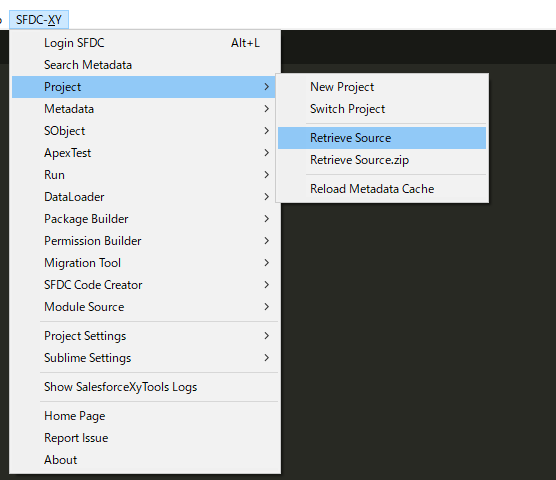 SFDC-XY
Login SFDC Alt+L
Search Metadata
Project
Metadata
SObject
ApexTest
Run
DataLoader
Package Builder
Permission Builder
Migration Tool
SFDC Code Creator
Module Source
Project Settings
Sublime Settings
Show SalesforceXyTools Logs
Home Page
Report Issue
About
New Project
Switch Project
Retrieve Source
Retrieve Source.zip
Reload Metadata Cache